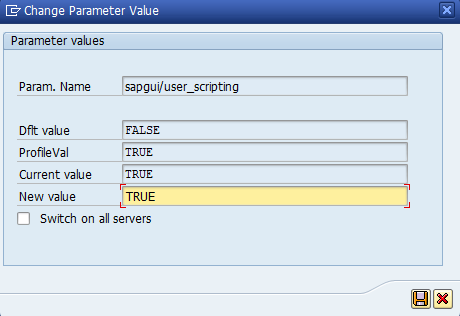 Change Parameter Value
Parameter values
Param. Name sapgui/user_scripting
Dflt value FALSE
ProfileVal TRUE
Current value TRUE
New value TRUE
Switch on all servers